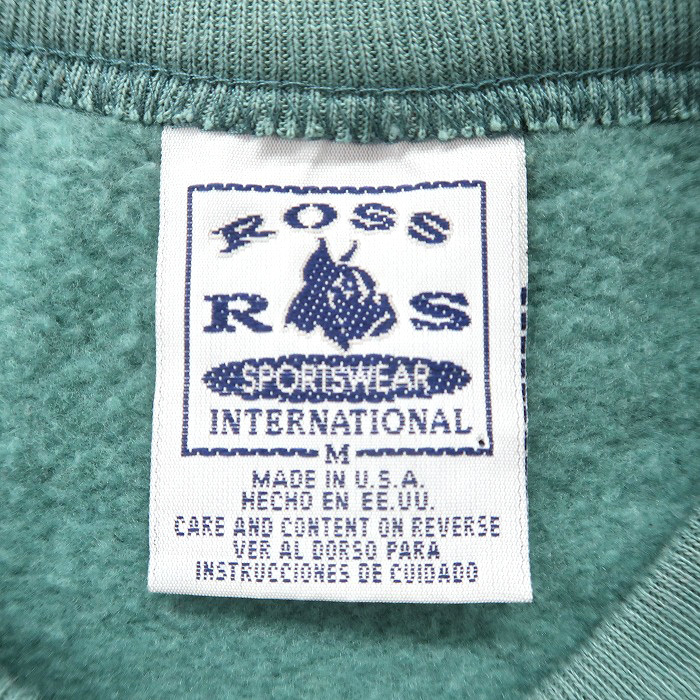 ROSS
R S
SPORTSWEAR
INTERNATIONAL
M
MADE IN U.S.A.
HECHO EN EE.UU.
CARE AND CONTENT ON REVERSE
VER AL DORSO PARA
INSTRUCCIONES DE CUIDADO